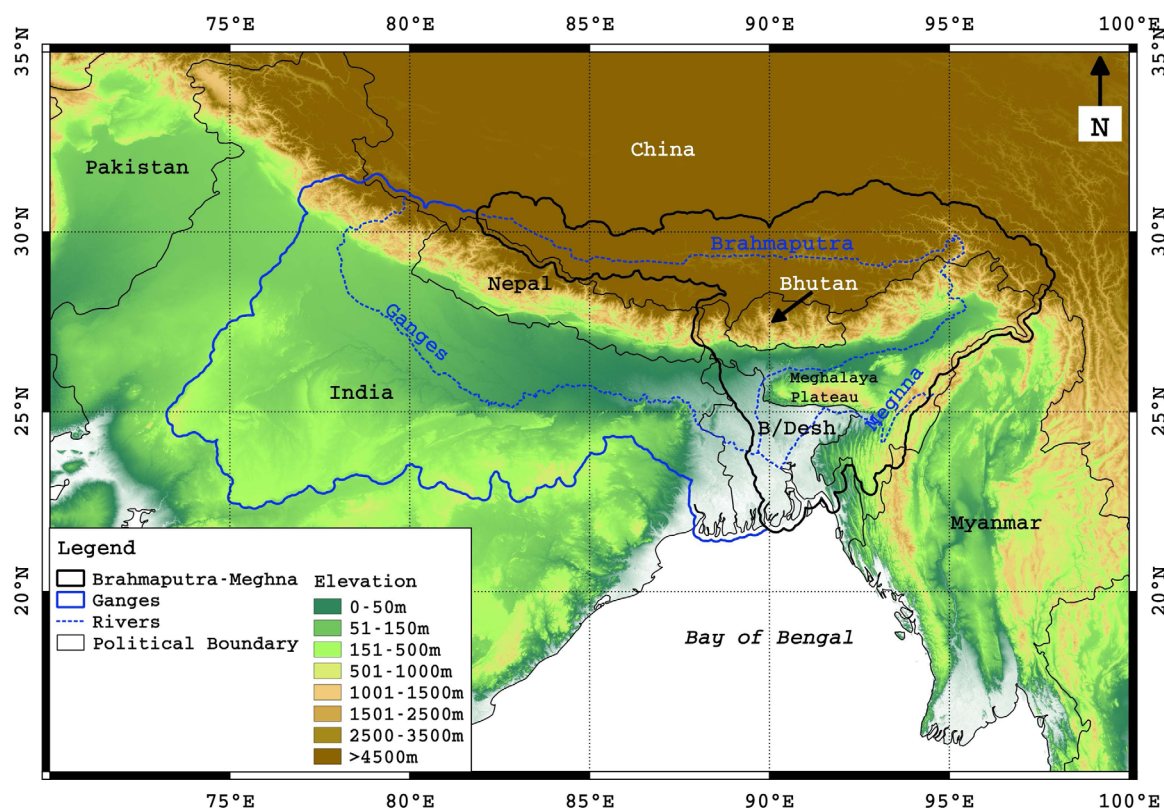 75°E 80°E 85°E 90°E 95°E 100°E
35°N 35°N
N
China
Pakistan
30°N 30°N
Brahmaputra
Nepal
Bhutan
Ganges
India
Meghalaya
Plateau
Meghna
25°N 25°N
B/Desh
Myanmar
Legend
Brahmaputra-Meghna
Ganges
Rivers
Political Boundary
Elevation
0-50m
51-150m
151-500m
501-1000m
1001-1500m
1501-2500m
2500-3500m
>4500m
20°N 20°N
Bay of Bengal
75°E 80°E 85°E 90°E 95°E 100°E